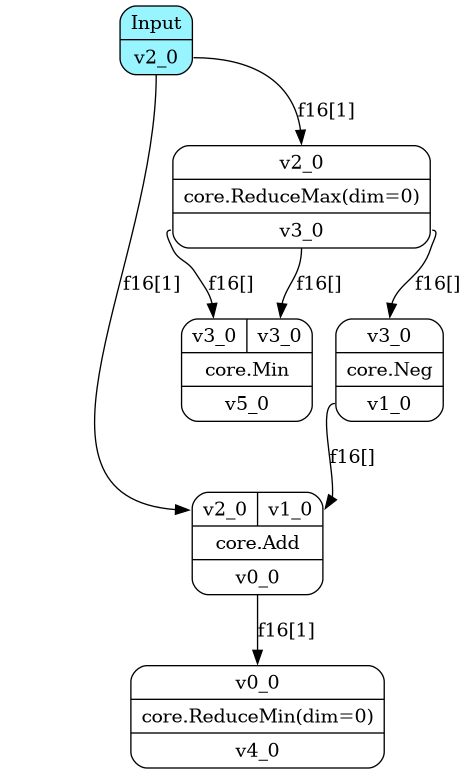 Input
v2_0
f16[1]
v2_0
core.ReduceMax(dim=0)
v3_0
f16[1]
f16[]
f16[]
f16[]
v3_0 v3_0
core.Min
v5_0
v3_0
core.Neg
v1_0
f16[]
v2_0 v1_0
core.Add
v0_0
f16[1]
v0_0
core.ReduceMin(dim=0)
v4_0